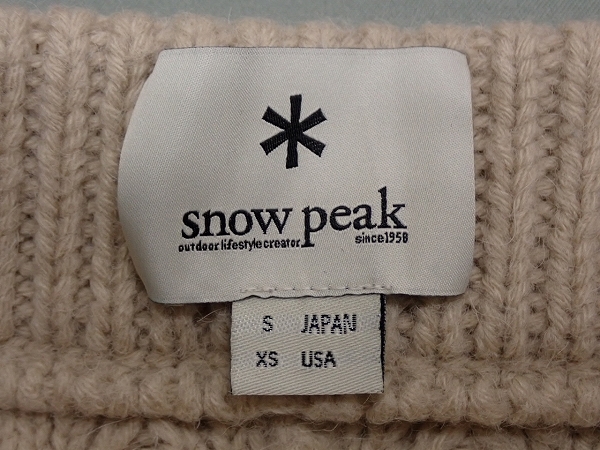 snow peak
outdoor lifestyle creator since1958
S JAPAN
XS USA